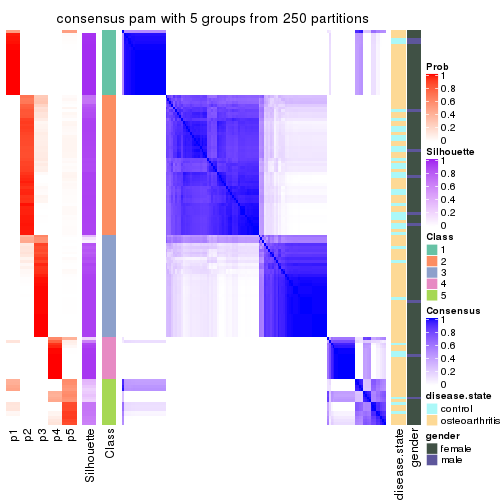 consensus pam with 5 groups from 250 partitions
Prob
1
0.8
0.6
0.4
0.2
0
Silhouette
1
0.8
0.6
0.4
0.2
0
Class
1
2
3
4
5
Consensus
1
0.8
0.6
0.4
0.2
0
disease.state
control
osteoarthritis
gender
female
male
p1
p2
p3
p4
p5
Silhouette
Class
disease.state
gender